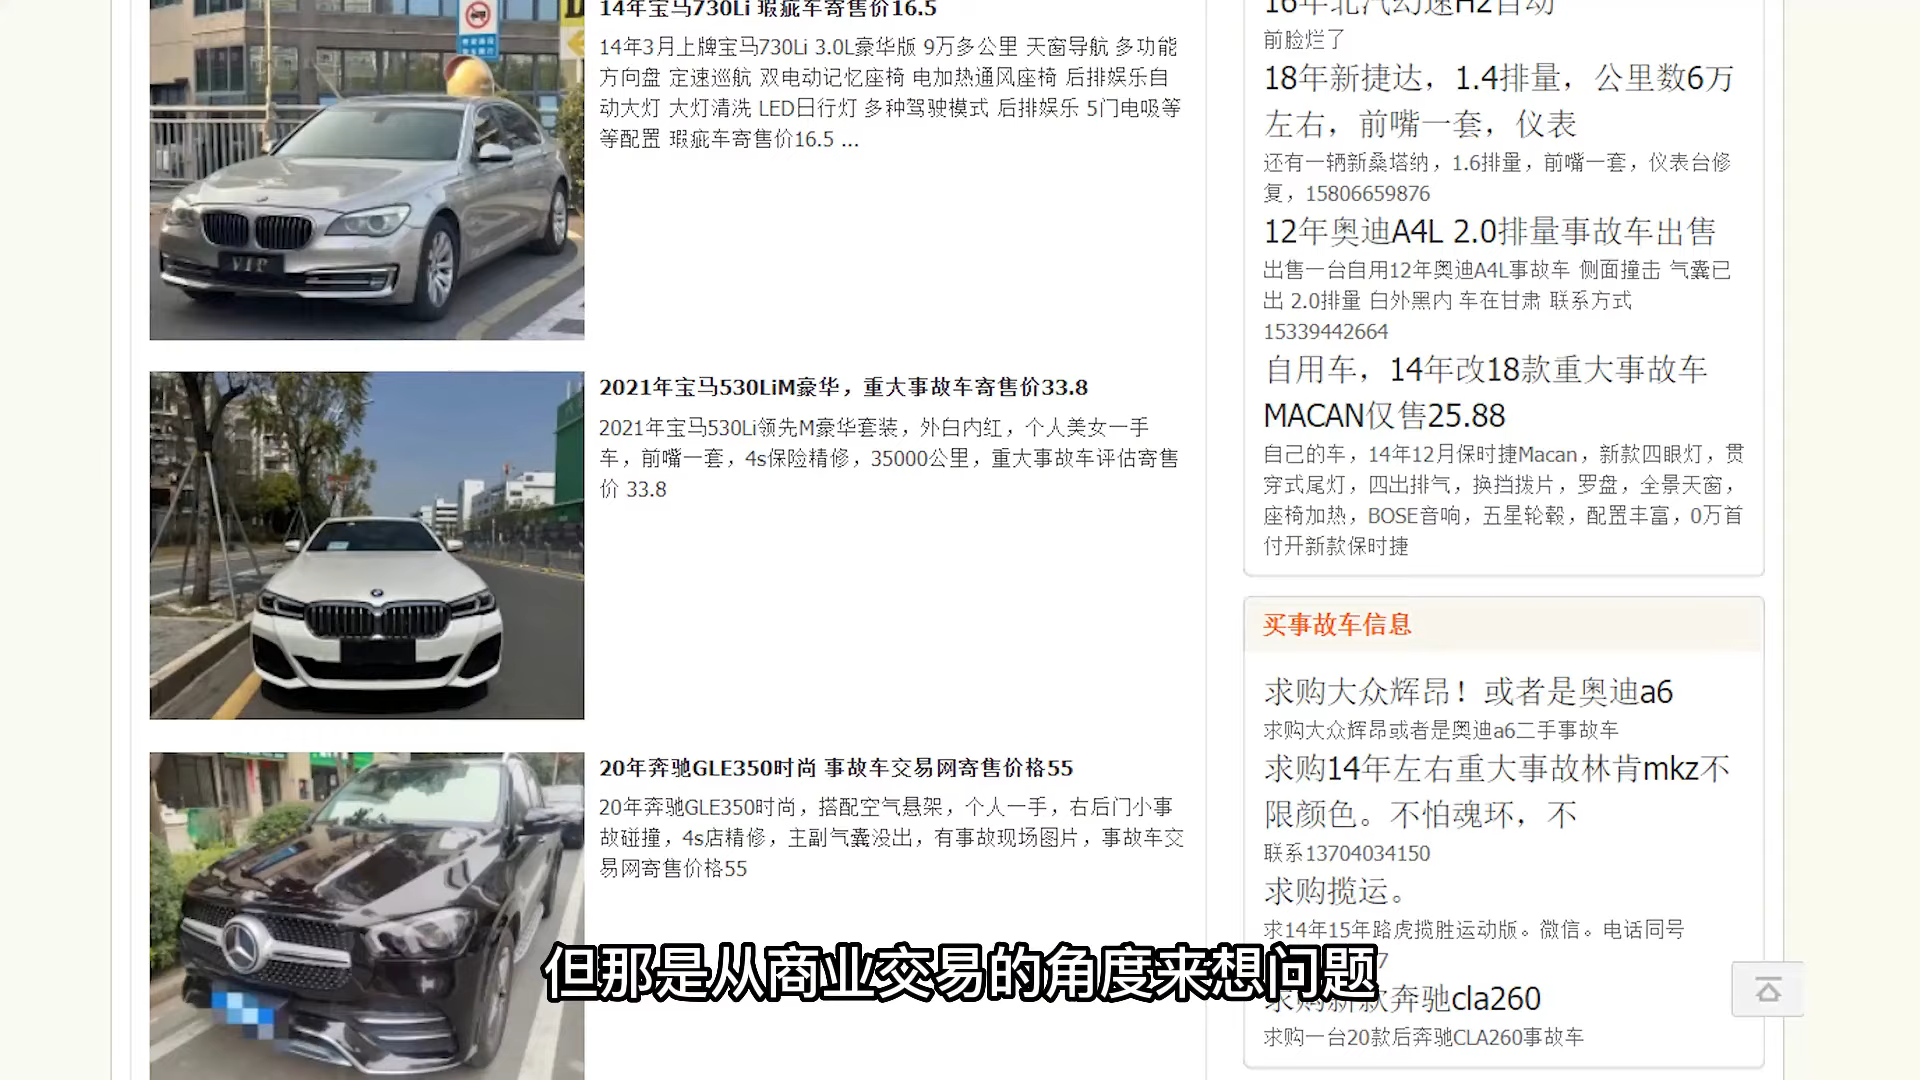 14年宝马730Li 瑕疵车寄售价16.5
14年3月上牌宝马730Li 3.0L豪华版 9万多公里 天窗导航 多功能
方向盘 定速巡航 双电动记忆座椅 电加热通风座椅 后排娱乐自
动大灯 大灯清洗 LED日行灯 多种驾驶模式 后排娱乐 5门电吸等
等配置 瑕疵车寄售价16.5 ...
VIP
2021年宝马530LiM豪华，重大事故车寄售价33.8
2021年宝马530Li领先M豪华套装，外白内红，个人美女一手
车，前嘴一套，4s保险精修，35000公里，重大事故车评估寄售
价 33.8
20年奔驰GLE350时尚 事故车交易网寄售价格55
20年奔驰GLE350时尚，搭配空气悬架，个人一手，右后门小事
故碰撞，4s店精修，主副气囊没出，有事故现场图片，事故车交
易网寄售价格55
16年北汽幻速H2自动
前脸烂了
18年新捷达，1.4排量，公里数6万
左右，前嘴一套，仪表
还有一辆新桑塔纳，1.6排量，前嘴一套，仪表台修
复，15806659876
12年奥迪A4L 2.0排量事故车出售
出售一台自用12年奥迪A4L事故车 侧面撞击 气囊已
出 2.0排量 白外黑内 车在甘肃 联系方式
15339442664
自用车，14年改18款重大事故车
MACAN仅售25.88
自己的车，14年12月保时捷Macan，新款四眼灯，贯
穿式尾灯，四出排气，换挡拨片，罗盘，全景天窗，
座椅加热，BOSE音响，五星轮毂，配置丰富，0万首
付开新款保时捷
买事故车信息
求购大众辉昂！或者是奥迪a6
求购大众辉昂或者是奥迪a6二手事故车
求购14年左右重大事故林肯mkz不
限颜色。不怕魂环，不
联系13704034150
求购揽运。
求14年15年路虎揽胜运动版。微信。电话同号
7
求购新款奔驰cla260
求购一台20款后奔驰CLA260事故车
但那是从商业交易的角度来想问题